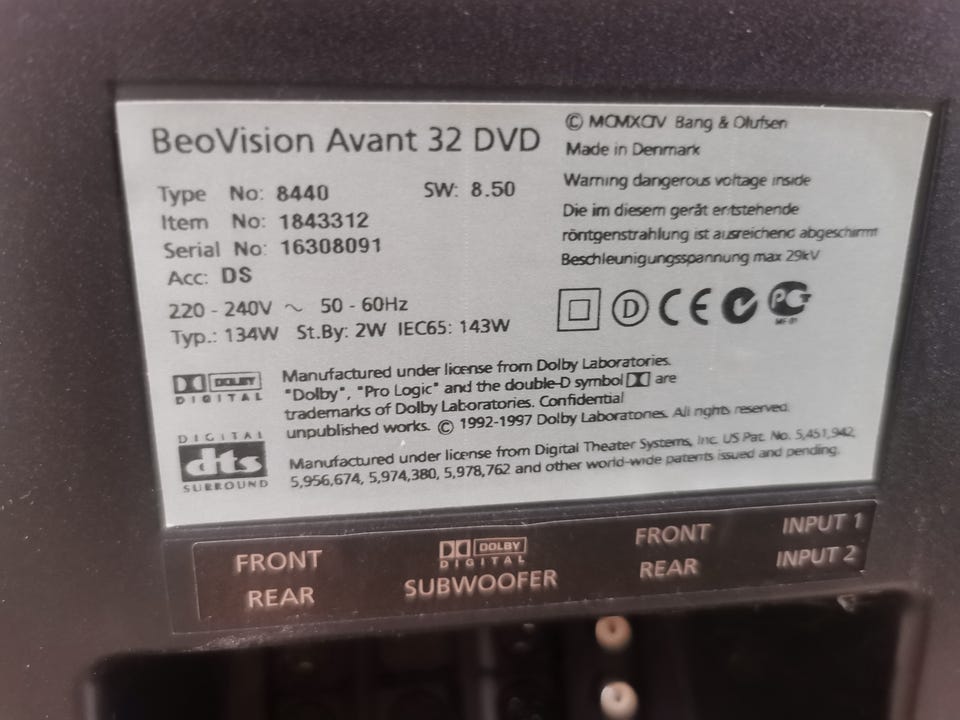 BeoVision Avant 32 DVD
Type No: 8440 SW: 8.50
Item No: 1843312
Serial No: 16308091
Acc: DS
220 - 240V ~ 50 - 60Hz
Typ.: 134W St.By: 2W IEC65: 143W
© MCMXCIV Bang & Olufsen
Made in Denmark
Warning dangerous voltage inside
Die im diesem gerät entstehende
röntgenstrahlung ist ausreichend abgeschirmt
Beschleunigungsspannung max 29kV
D CE
PCT
MF 01
DOLBY
DIGITAL
Manufactured under license from Dolby Laboratories.
"Dolby", "Pro Logic" and the double-D symbol are
trademarks of Dolby Laboratories. Confidential
unpublished works. © 1992-1997 Dolby Laboratories. All rights reserved.
DIGITAL
dts
SURROUND
Manufactured under license from Digital Theater Systems, Inc. US Pat. No. 5,451,942,
5,956,674, 5,974,380, 5,978,762 and other world-wide patents issued and pending.
FRONT
REAR
DOLBY
DIGITAL
SUBWOOFER
FRONT
REAR
INPUT 1
INPUT 2